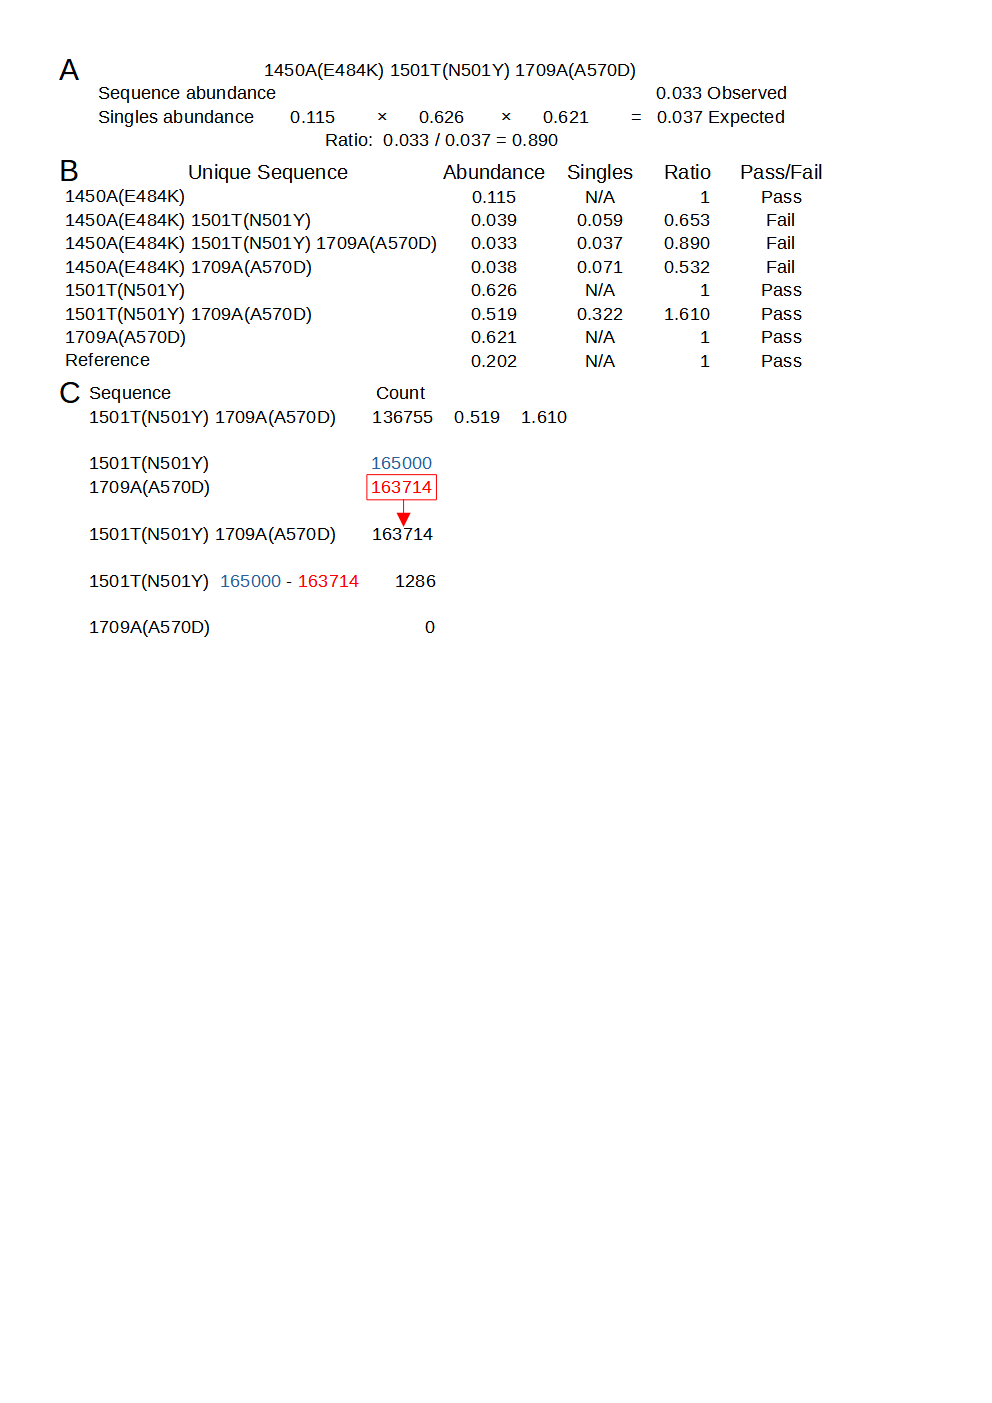 A
1450A(E484K) 1501T(N501Y) 1709A(A570D)
Sequence abundance 0.033 Observed
Singles abundance 0.115 × 0.626 × 0.621 = 0.037 Expected
Ratio: 0.033 / 0.037 = 0.890
B
Unique Sequence Abundance Singles Ratio Pass/Fail
1450A(E484K) 0.115 N/A 1 Pass
1450A(E484K) 1501T(N501Y) 0.039 0.059 0.653 Fail
1450A(E484K) 1501T(N501Y) 1709A(A570D) 0.033 0.037 0.890 Fail
1450A(E484K) 1709A(A570D) 0.038 0.071 0.532 Fail
1501T(N501Y) 0.626 N/A 1 Pass
1501T(N501Y) 1709A(A570D) 0.519 0.322 1.610 Pass
1709A(A570D) 0.621 N/A 1 Pass
Reference 0.202 N/A 1 Pass
C Sequence Count
1501T(N501Y) 1709A(A570D) 136755 0.519 1.610
1501T(N501Y) 165000
1709A(A570D) 163714
1501T(N501Y) 1709A(A570D) 163714
1501T(N501Y) 165000 - 163714 1286
1709A(A570D) 0